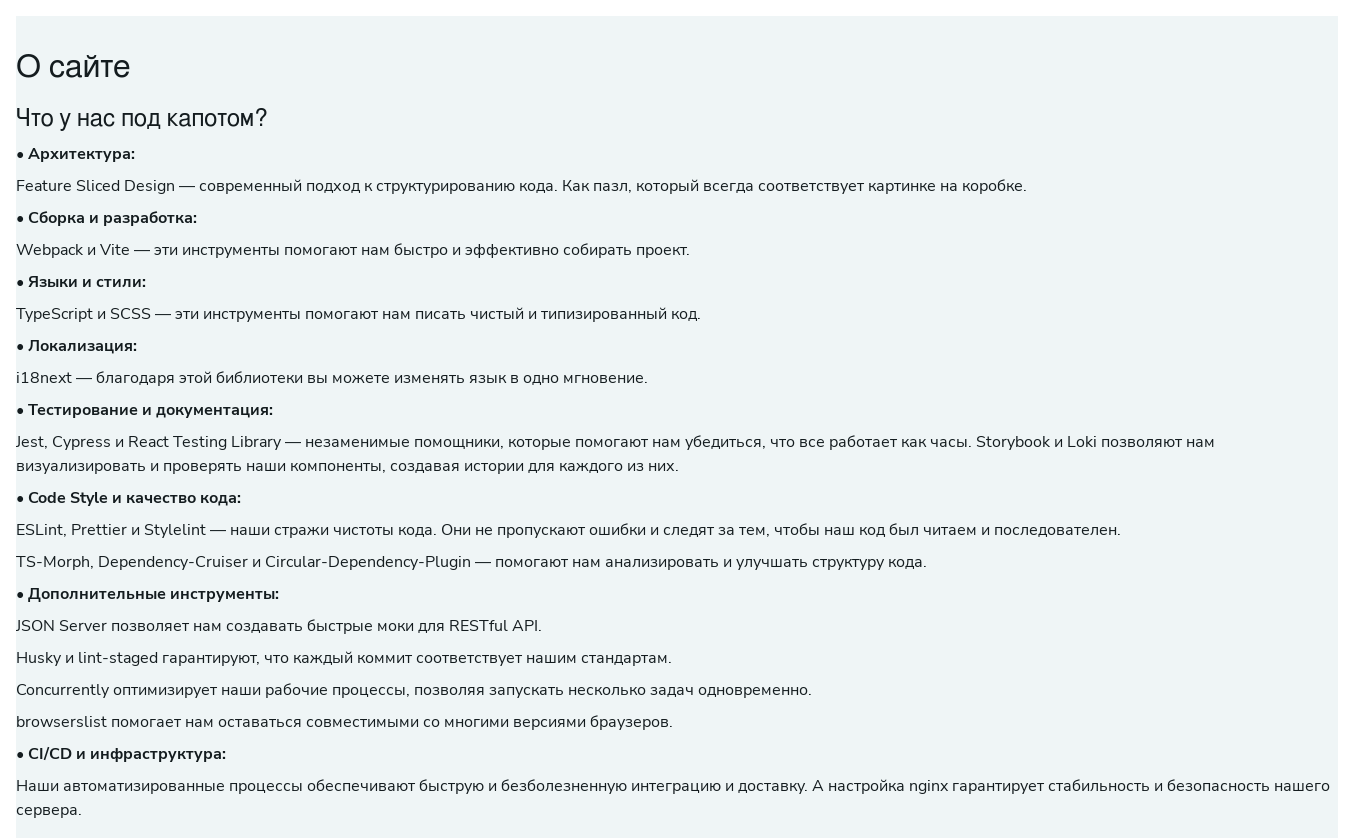 О сайте
Что у нас под капотом?
• Архитектура:
Feature Sliced Design — современный подход к структурированию кода. Как пазл, который всегда соответствует картинке на коробке.
• Сборка и разработка:
Webpack и Vite — эти инструменты помогают нам быстро и эффективно собирать проект.
• Языки и стили:
TypeScript и SCSS — эти инструменты помогают нам писать чистый и типизированный код.
• Локализация:
i18next — благодаря этой библиотеки вы можете изменять язык в одно мгновение.
• Тестирование и документация:
Jest, Cypress и React Testing Library — незаменимые помощники, которые помогают нам убедиться, что все работает как часы. Storybook и Loki позволяют нам
визуализировать и проверять наши компоненты, создавая истории для каждого из них.
• Code Style и качество кода:
ESLint, Prettier и Stylelint — наши стражи чистоты кода. Они не пропускают ошибки и следят за тем, чтобы наш код был читаем и последователен.
TS-Morph, Dependency-Cruiser и Circular-Dependency-Plugin — помогают нам анализировать и улучшать структуру кода.
• Дополнительные инструменты:
JSON Server позволяет нам создавать быстрые моки для RESTful API.
Husky и lint-staged гарантируют, что каждый коммит соответствует нашим стандартам.
Concurrently оптимизирует наши рабочие процессы, позволяя запускать несколько задач одновременно.
browserslist помогает нам оставаться совместимыми со многими версиями браузеров.
• CI/CD и инфраструктура:
Наши автоматизированные процессы обеспечивают быструю и безболезненную интеграцию и доставку. А настройка nginx гарантирует стабильность и безопасность нашего
сервера.